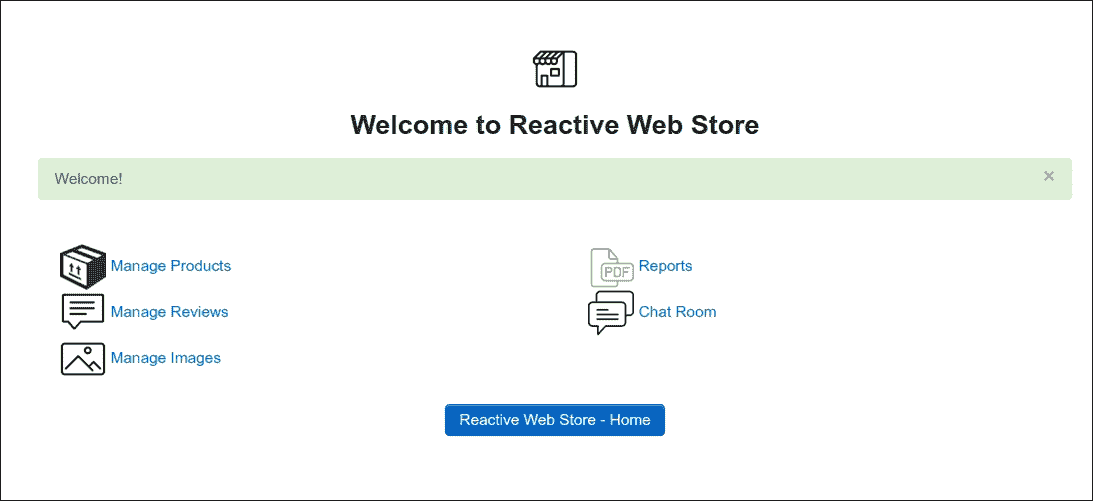 Welcome to Reactive Web Store
Welcome!
×
Manage Products
Manage Reviews
Manage Images
PDF
Reports
Chat Room
Reactive Web Store - Home